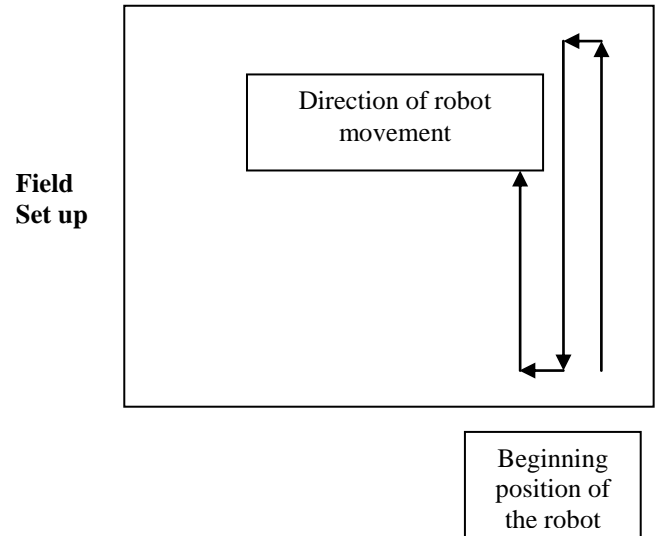 Direction of robot
movement
Field
Set up
Beginning
position of
the robot